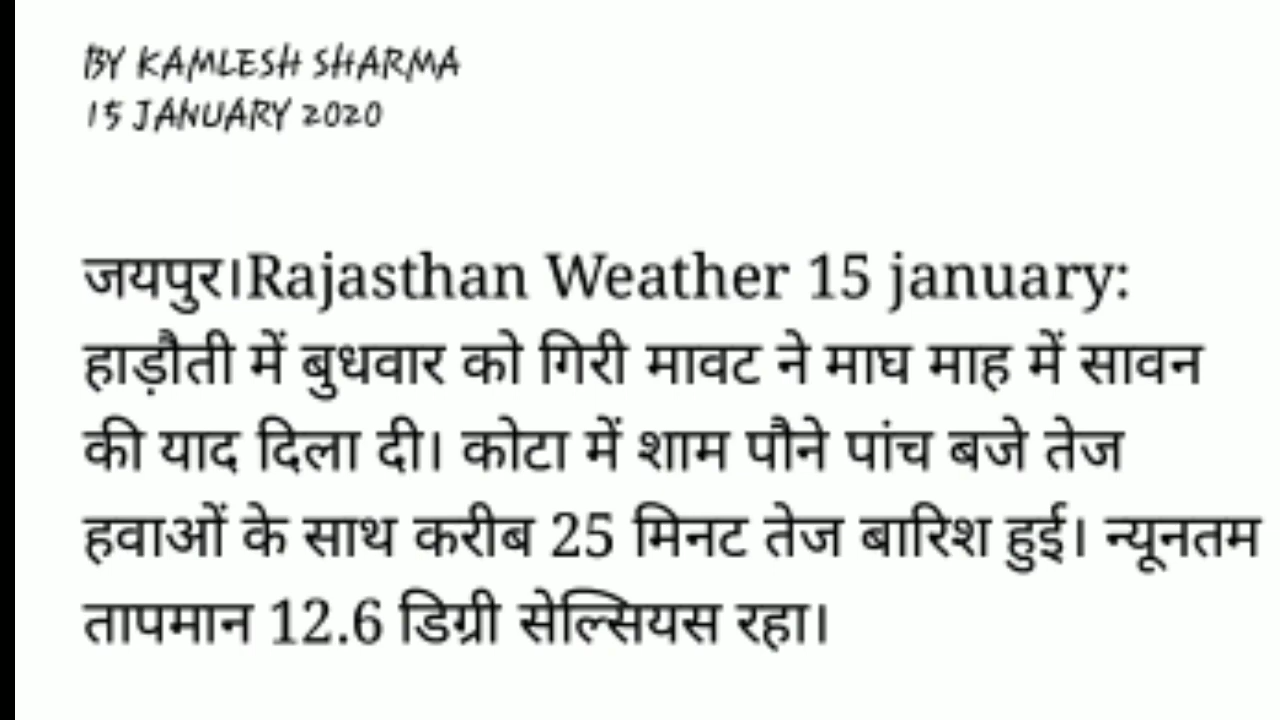 BY KAMLESH SHARMA
15 JANUARY 2020
जयपुर।Rajasthan Weather 15 january:
हाड़ौती में बुधवार को गिरी मावट ने माघ माह में सावन
की याद दिला दी। कोटा में शाम पौने पांच बजे तेज
हवाओं के साथ करीब 25 मिनट तेज बारिश हुई। न्यूनतम
तापमान 12.6 डिग्री सेल्सियस रहा।